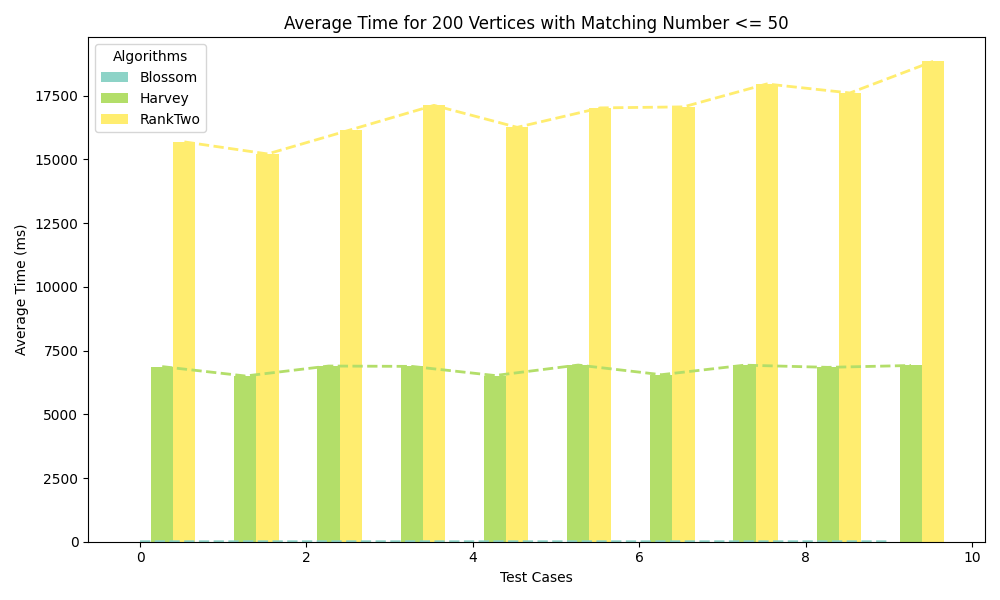 Average Time for 200 Vertices with Matching Number <= 50
Algorithms
Blossom
Harvey
RankTwo
17500
15000
12500
10000
7500
5000
2500
0
Average Time (ms)
0 2 4 6 8 10
Test Cases